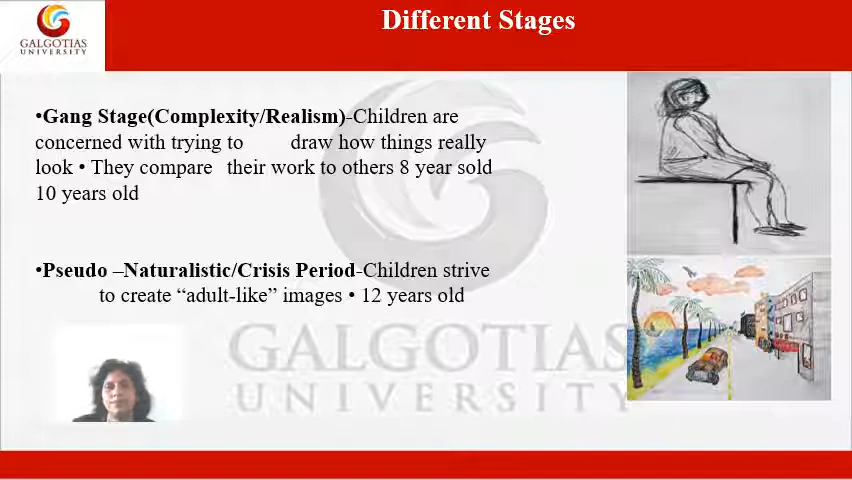 GALGOTIAS
UNIVERSITY
Different Stages
•Gang Stage(Complexity/Realism)-Children are
concerned with trying to draw how things really
look • They compare their work to others 8 year sold
10 years old
•Pseudo –Naturalistic/Crisis Period-Children strive
to create “adult-like” images • 12 years old
GALGOTIAS
UNIVERSITY